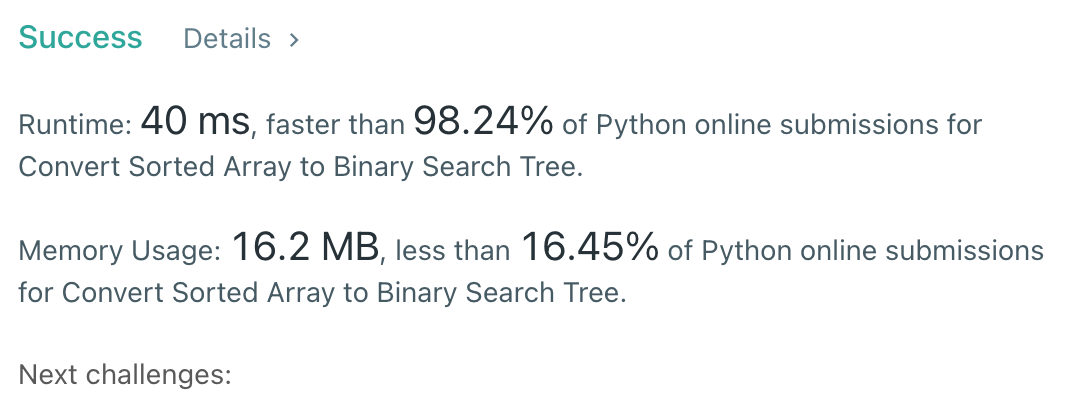 Success Details >
Runtime: 40 ms, faster than 98.24% of Python online submissions for
Convert Sorted Array to Binary Search Tree.
Memory Usage: 16.2 MB, less than 16.45% of Python online submissions
for Convert Sorted Array to Binary Search Tree.
Next challenges: